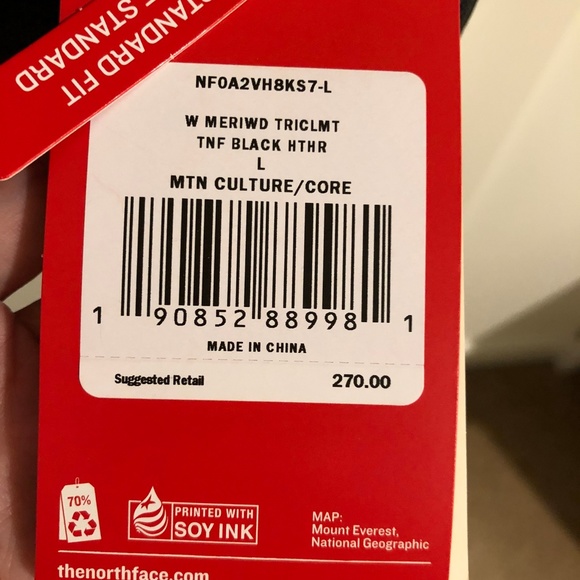 STANDARD FIT
STANDARD
NF0A2VH8KS7-L
W MERIWD TRICLMT
TNF BLACK HTHR
L
MTN CULTURE/CORE
1 90852 88998 1
MADE IN CHINA
Suggested Retail 270.00
70%
PRINTED WITH
SOY INK
MAP:
Mount Everest,
National Geographic
thenorthface.com